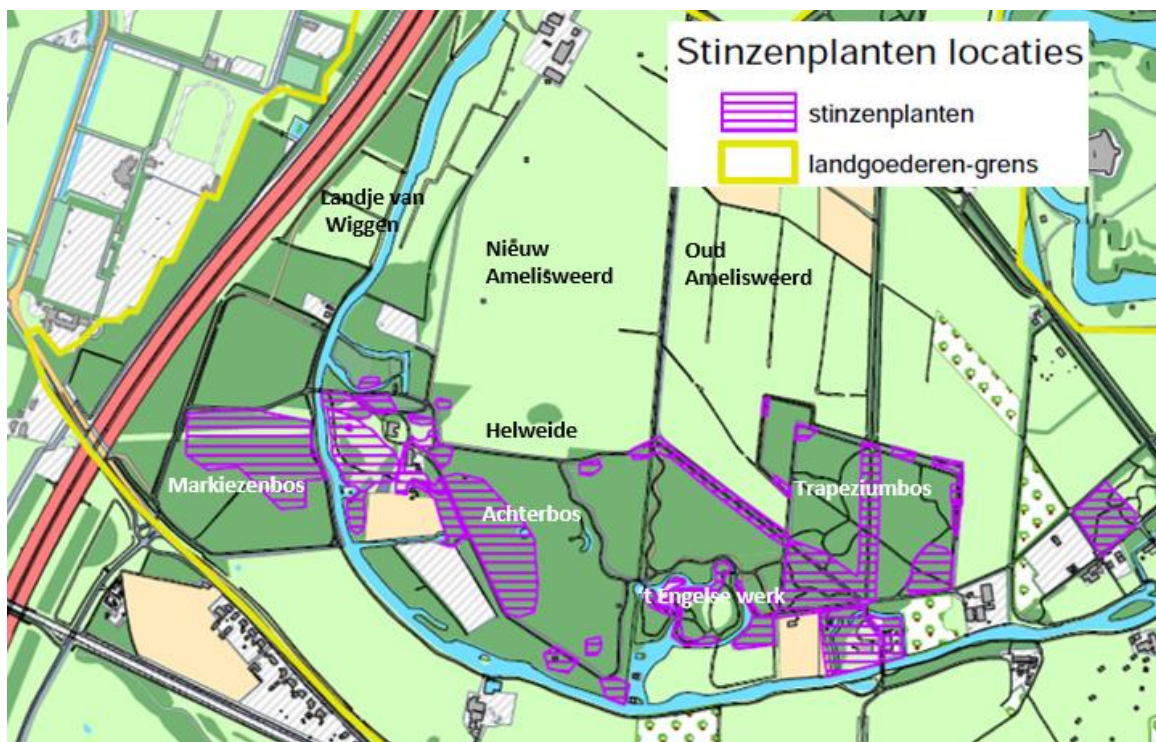 Stinzenplanten locaties
stinzenplanten
landgoederen-grens
Landje van
Wiggen
Nieuw
Amelisweerd
Oud
Amelisweerd
Helweide
Markiezenbos
Achterbos
Trapeziumbos
't Engelse werk